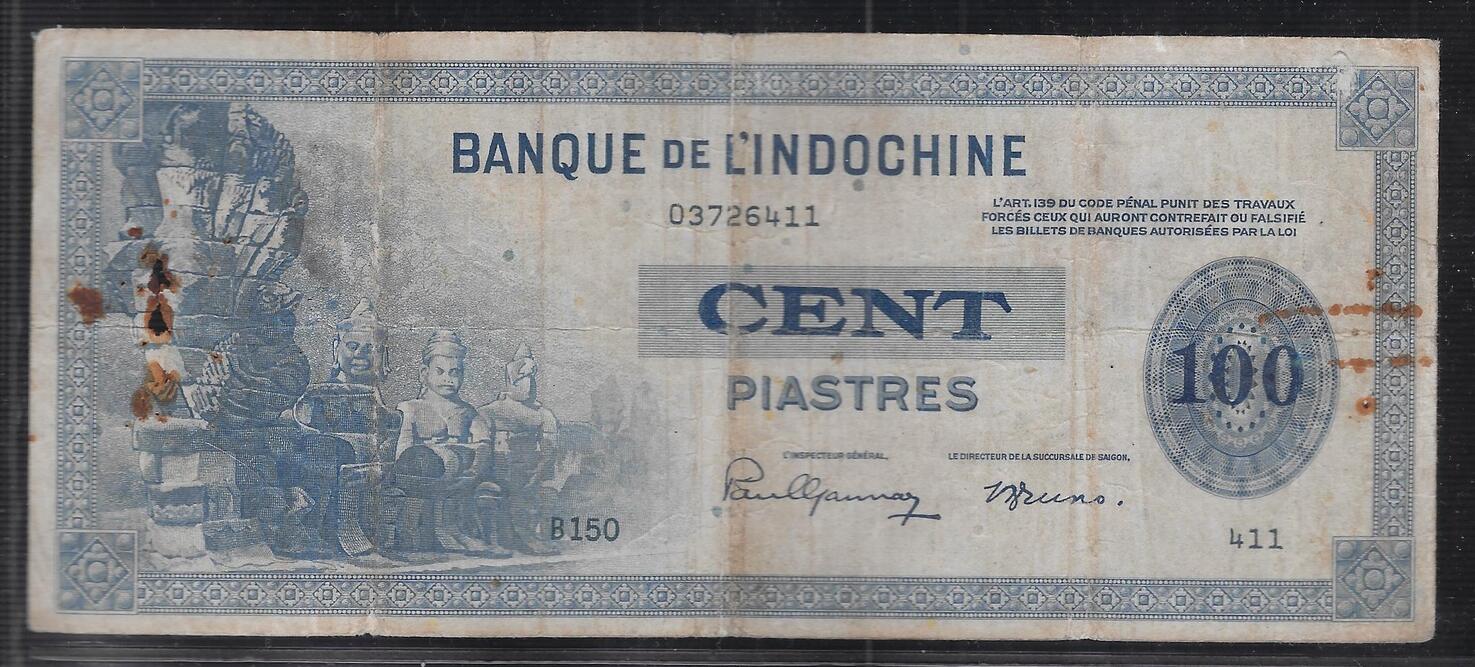 BANQUE DE L'INDOCHINE
03726411
L'ART. 139 DU CODE PÉNAL PUNIT DES TRAVAUX
FORCÉS CEUX QUI AURONT CONTREFAIT OU FALSIFIÉ
LES BILLETS DE BANQUES AUTORISÉES PAR LA LOI
CENT
PIASTRES
100
L'INSPECTEUR GÉNÉRAL,
LE DIRECTEUR DE LA SUCCURSALE DE SAIGON,
B150
411